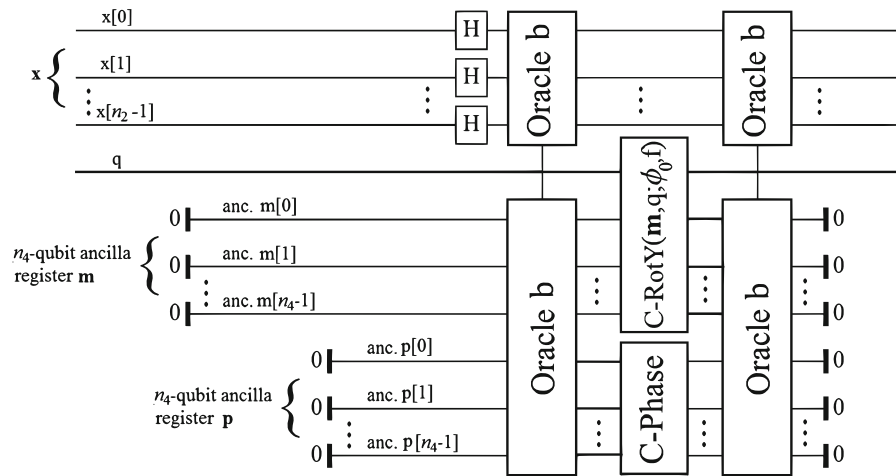 x[0]
x[1]
x[n₂-1]
x
H
H
H
Oracle b
Oracle b
q
n₄-qubit ancilla
register m
0 anc. m[0] 0
0 anc. m[1] 0
0 anc. m[n₄-1] 0
C-RotY(m,q;ϕ₀,f)
Oracle b
Oracle b
n₄-qubit ancilla
register p
0 anc. p[0] 0
0 anc. p[1] 0
0 anc. p[n₄-1] 0
C-Phase